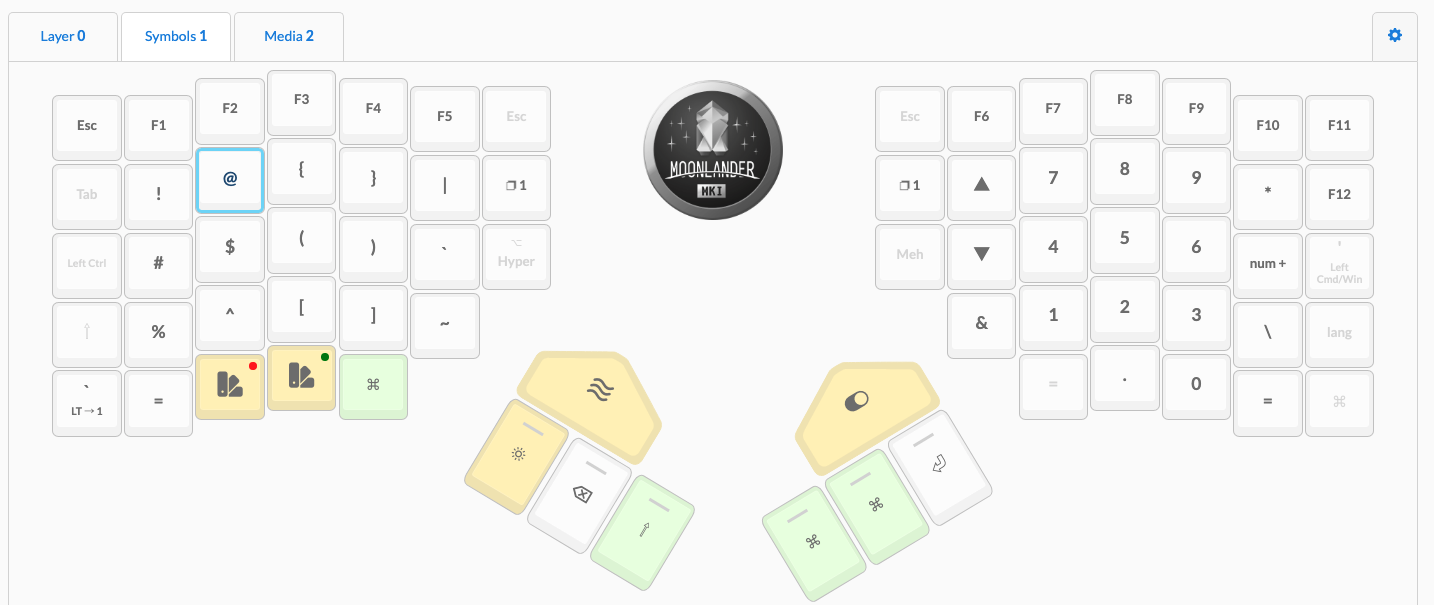 Layer 0
Symbols 1
Media 2
Esc
F1
F2
F3
F4
F5
Esc
Tab
!
@
{
}
|
1
Left Ctrl
#
$
(
)
`
⌥
Hyper
%
^
[
]
~
`
LT → 1
=
⌘
MOONLANDER
MKI
Esc
F6
F7
F8
F9
F10
F11
1
▲
7
8
9
*
F12
Meh
▼
4
5
6
num +
'
Left
Cmd/Win
&
1
2
3
\
lang
=
.
0
=
⌘
⌘
⌘